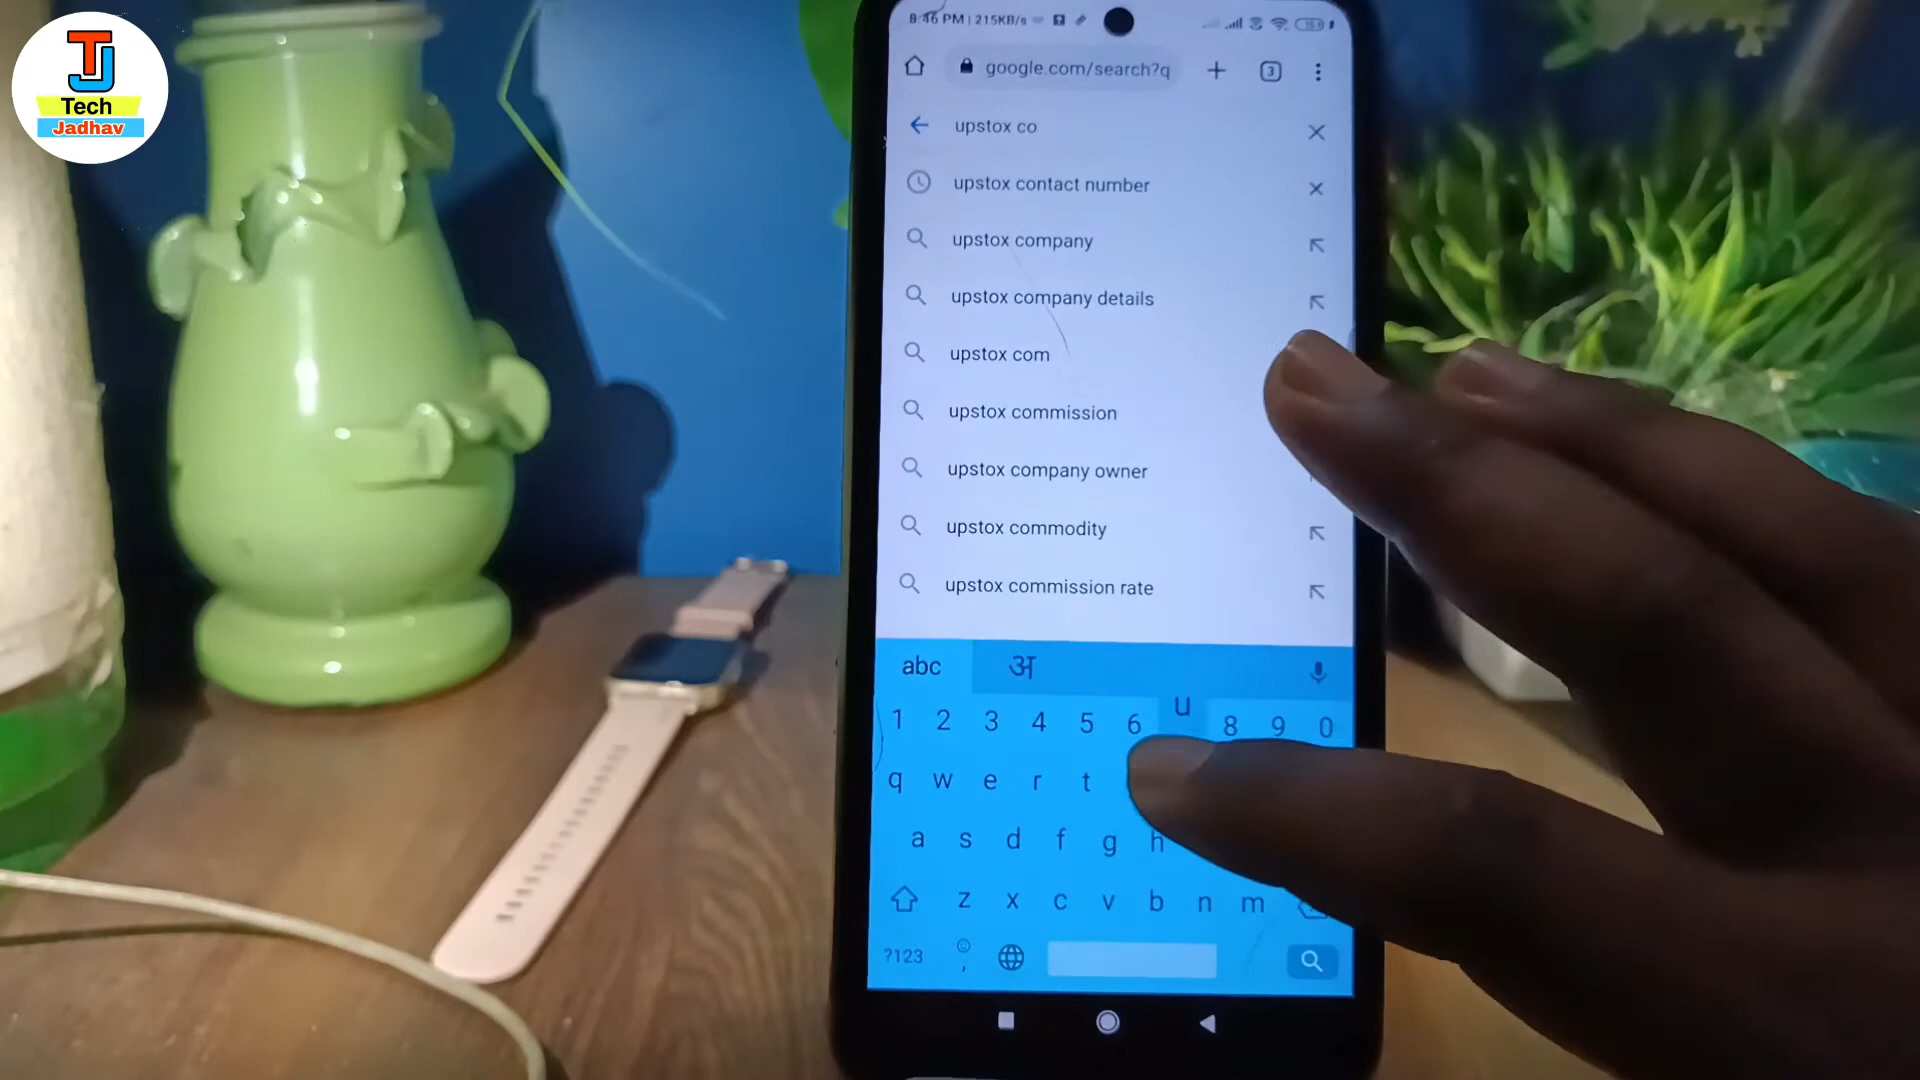 TJ
Tech
Jadhav
8:46 PM | 215KB/s
google.com/search?q
3
upstox co
upstox contact number
upstox company
upstox company details
upstox com
upstox commission
upstox company owner
upstox commodity
upstox commission rate
abc अ
1 2 3 4 5 6 u 8 9 0
q w e r t
a s d f g h
z x c v b n m
?123 ,